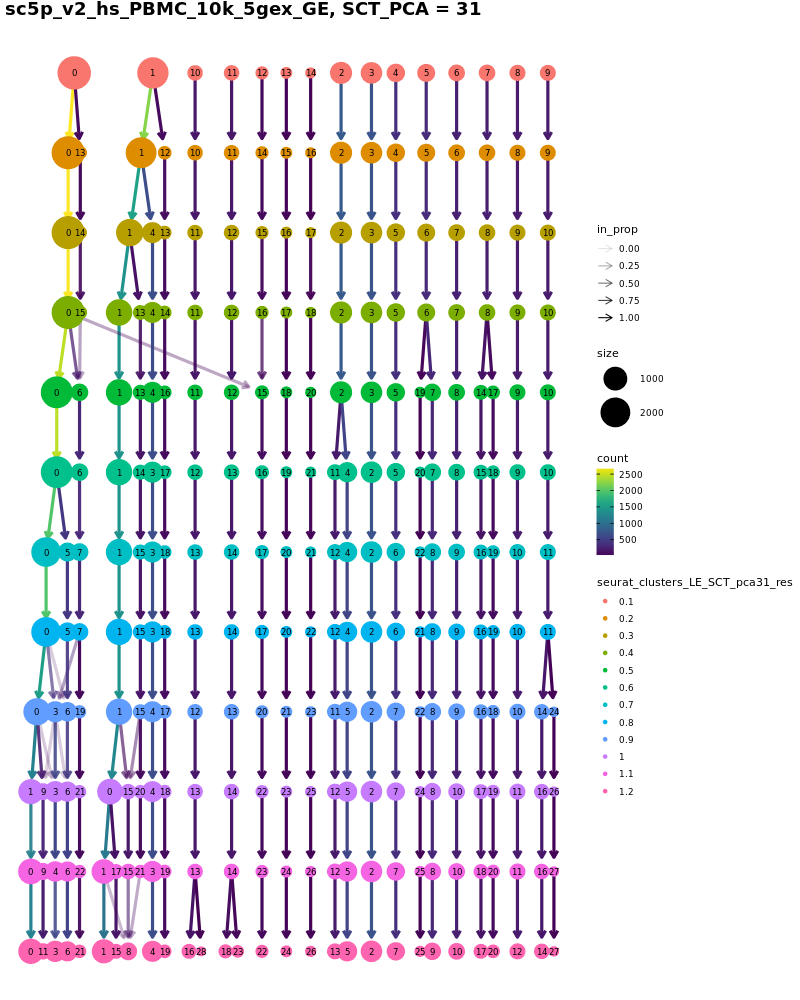 sc5p_v2_hs_PBMC_10k_5gex_GE, SCT_PCA = 31
0 1 10 11 12 13 14 2 3 4 5 6 7 8 9
0 13 1 12 10 11 14 15 16 2 3 4 5 6 7 8 9
0 14 1 4 13 11 12 15 16 17 2 3 5 6 7 8 9 10
0 15 1 13 4 14 11 12 16 17 18 2 3 5 6 7 8 9 10
0 6 1 13 4 16 11 12 15 18 20 2 3 5 19 7 8 14 17 9 10
0 6 1 14 3 17 12 13 16 19 21 11 4 2 5 20 7 8 15 18 9 10
0 5 7 1 15 3 18 13 14 17 20 21 12 4 2 6 22 8 9 16 19 10 11
0 5 7 1 15 3 18 13 14 17 20 22 12 4 2 6 21 8 9 16 19 10 11
0 3 6 19 1 15 4 17 12 13 20 21 23 11 5 2 7 22 8 9 16 18 10 14 24
1 9 3 6 21 0 15 20 4 18 13 14 22 23 25 12 5 2 7 24 8 10 17 19 11 16 26
0 9 4 6 22 1 17 15 21 3 19 13 14 23 24 26 12 5 2 7 25 8 10 18 20 11 16 27
0 11 3 6 21 1 15 8 4 19 16 28 18 23 22 24 26 13 5 2 7 25 9 10 17 20 12 14 27
in_prop
0.00
0.25
0.50
0.75
1.00
size
1000
2000
count
2500
2000
1500
1000
500
seurat_clusters_LE_SCT_pca31_res
0.1
0.2
0.3
0.4
0.5
0.6
0.7
0.8
0.9
1
1.1
1.2